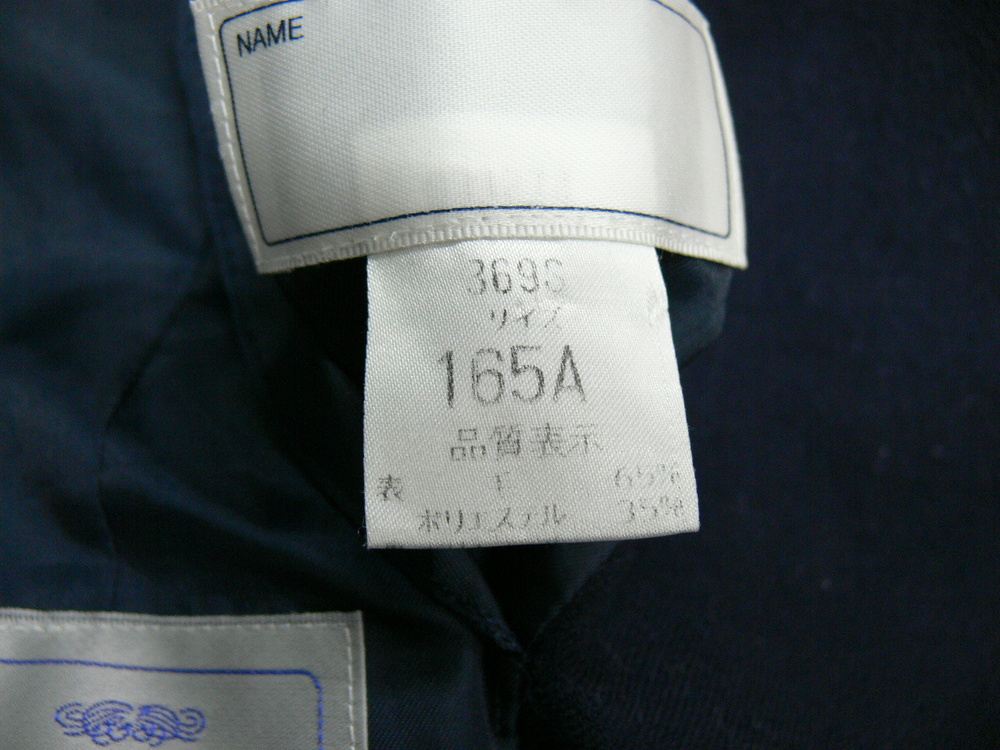 NAME
369S
サイズ
165A
品質表示
表 毛 65%
ポリエステル 35%